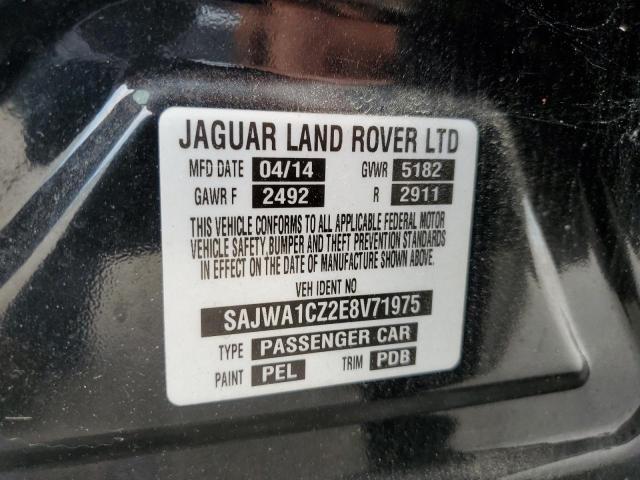 JAGUAR LAND ROVER LTD
MFD DATE 04/14 GVWR 5182
GAWR F 2492 R 2911
THIS VEHICLE CONFORMS TO ALL APPLICABLE FEDERAL MOTOR
VEHICLE SAFETY, BUMPER AND THEFT PREVENTION STANDARDS
IN EFFECT ON THE DATE OF MANUFACTURE SHOWN ABOVE.
VEH IDENT NO
SAJWA1CZ2E8V71975
TYPE PASSENGER CAR
PAINT PEL TRIM PDB